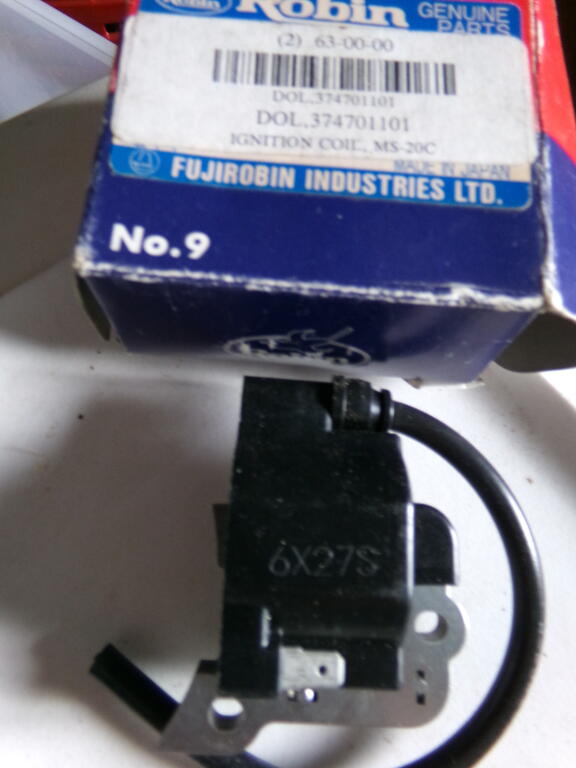 Robin Robin GENUINE
PARTS
(2) 63-00-00
DOL.374701101
DOL.374701101
IGNITION COIL, MS-20C
MADE IN JAPAN
FUJIROBIN INDUSTRIES LTD.
No.9
6X27S